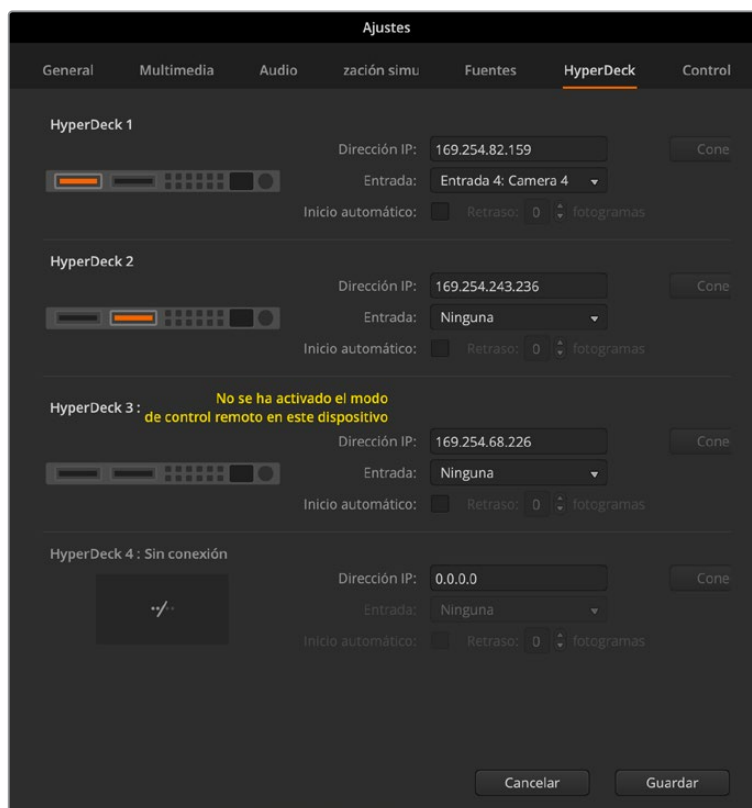 Ajustes
General Multimedia Audio zación simu Fuentes HyperDeck Control
HyperDeck 1
Dirección IP: 169.254.82.159 Cone
Entrada: Entrada 4: Camera 4
Inicio automático: Retraso: 0 fotogramas
HyperDeck 2
Dirección IP: 169.254.243.236 Cone
Entrada: Ninguna
Inicio automático: Retraso: 0 fotogramas
HyperDeck 3 : No se ha activado el modo
de control remoto en este dispositivo
Dirección IP: 169.254.68.226 Cone
Entrada: Ninguna
Inicio automático: Retraso: 0 fotogramas
HyperDeck 4 : Sin conexión
Dirección IP: 0.0.0.0 Cone
Entrada: Ninguna
Inicio automático: Retraso: 0 fotogramas
Cancelar Guardar